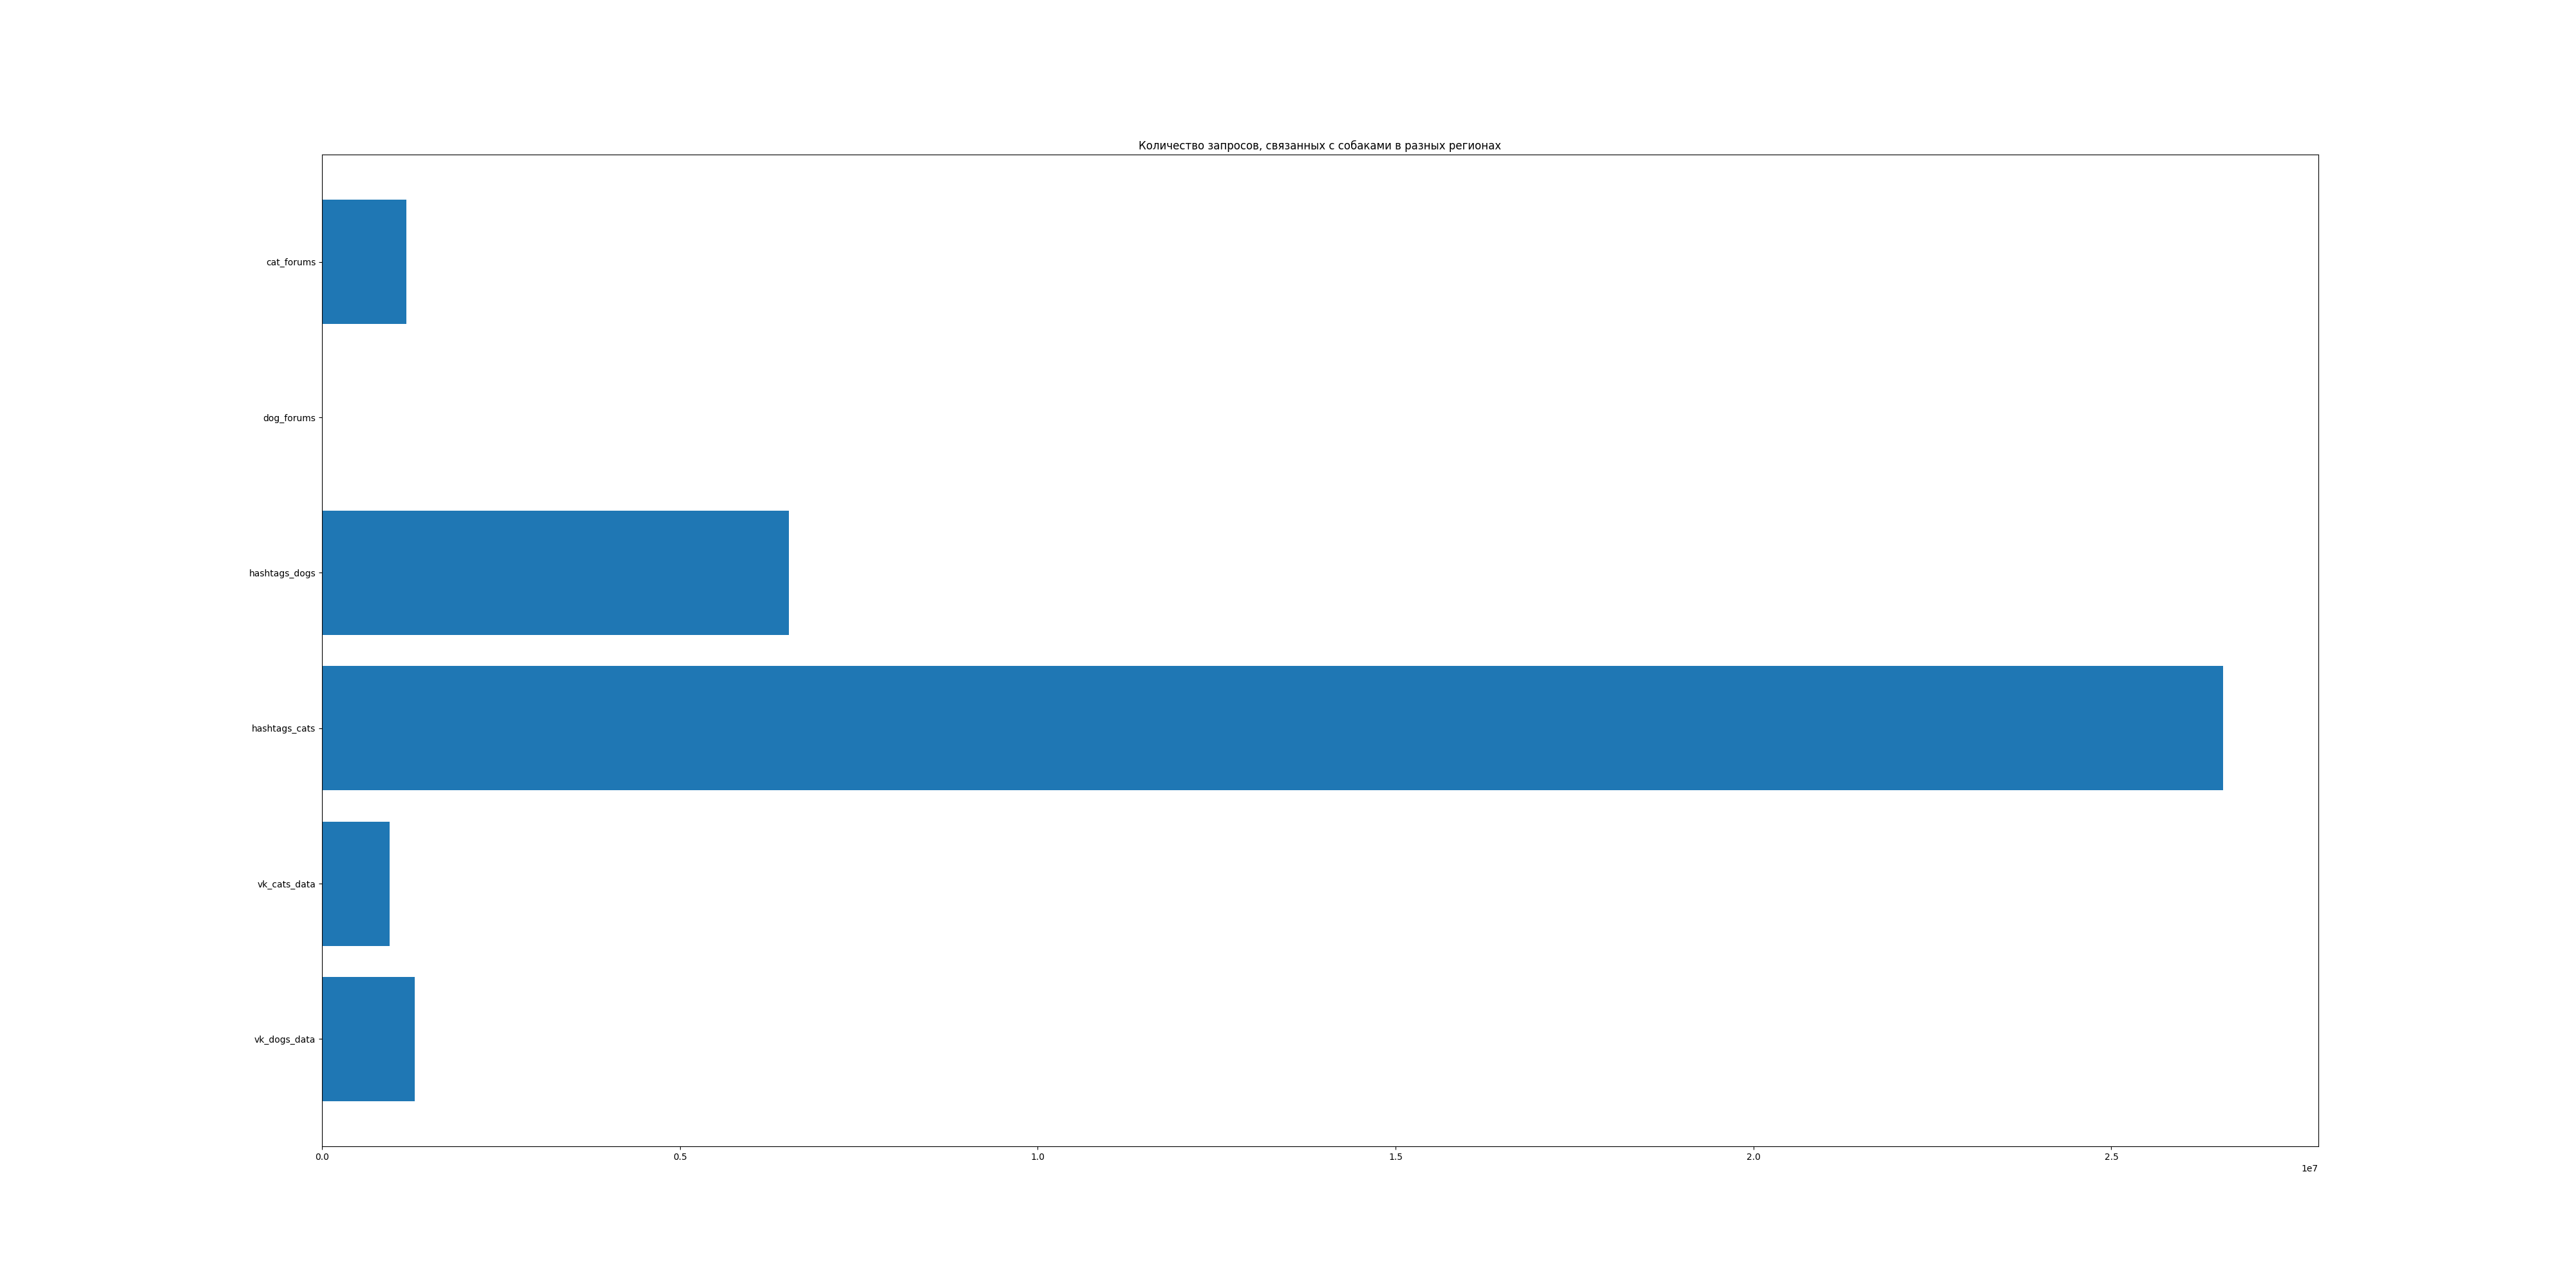 Количество запросов, связанных с собаками в разных регионах
cat_forums
dog_forums
hashtags_dogs
hashtags_cats
vk_cats_data
vk_dogs_data
0.0 0.5 1.0 1.5 2.0 2.5
1e7